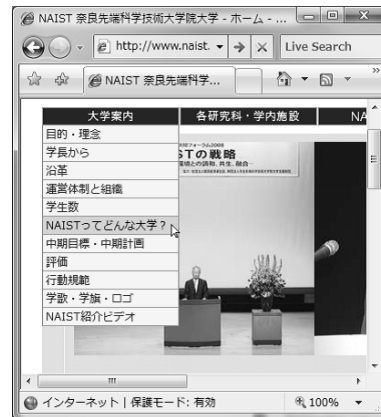 NAIST 奈良先端科学技術大学院大学 - ホーム - ...
http://www.naist.
Live Search
NAIST 奈良先端科学...
大学案内 各研究科・学内施設 NA
目的・理念
学長から
沿革
運営体制と組織
学生数
NAISTってどんな大学？
中期目標・中期計画
評価
行動規範
学歌・学旗・ロゴ
NAIST紹介ビデオ
STの戦略
インターネット | 保護モード: 有効
100%